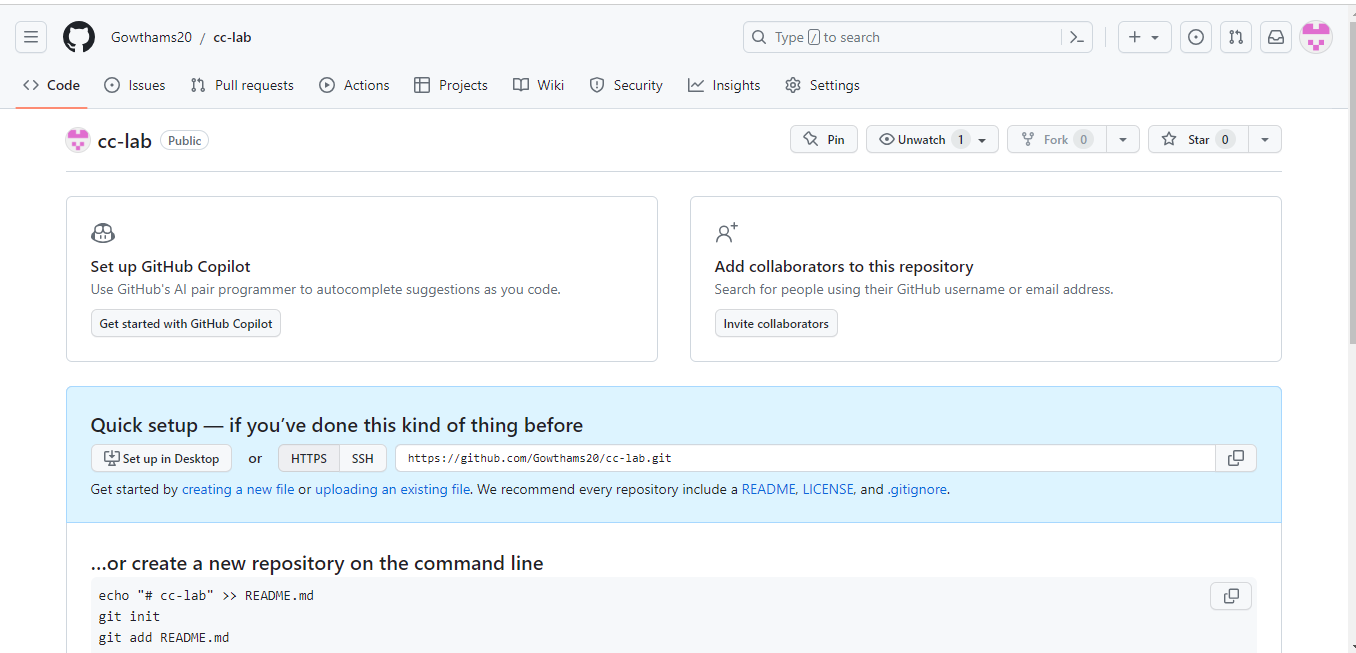 Gowthams20 / cc-lab
Type / to search
Code Issues Pull requests Actions Projects Wiki Security Insights Settings
cc-lab Public
Pin Unwatch 1 Fork 0 Star 0
Set up GitHub Copilot
Use GitHub's AI pair programmer to autocomplete suggestions as you code.
Get started with GitHub Copilot
Add collaborators to this repository
Search for people using their GitHub username or email address.
Invite collaborators
Quick setup — if you’ve done this kind of thing before
Set up in Desktop or HTTPS SSH https://github.com/Gowthams20/cc-lab.git
Get started by creating a new file or uploading an existing file. We recommend every repository include a README, LICENSE, and .gitignore.
…or create a new repository on the command line
echo "# cc-lab" >> README.md
git init
git add README.md